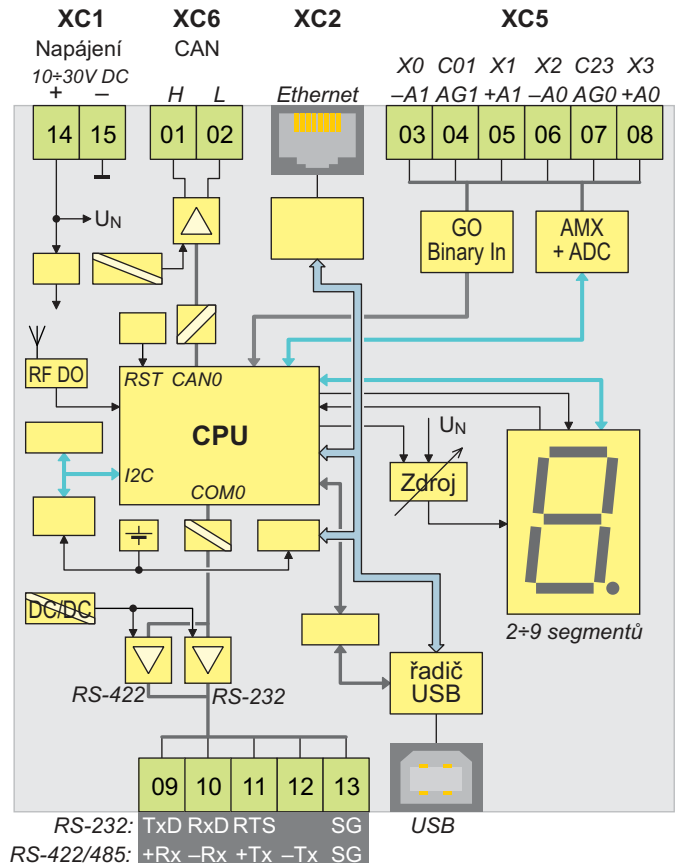 XC1 XC6 XC2 XC5
Napájení CAN
10÷30V DC
X0 C01 X1 X2 C23 X3
+ – H L Ethernet –A1 AG1 +A1 –A0 AG0 +A0
14 15 01 02 03 04 05 06 07 08
UN
GO
Binary In
AMX
+ ADC
RF DO
RST CAN0
CPU
UN
I2C
Zdroj
COM0
DC/DC
2÷9 segmentů
řadič
USB
RS-422 RS-232
09 10 11 12 13
USB
RS-232: TxD RxD RTS SG
RS-422/485: +Rx –Rx +Tx –Tx SG